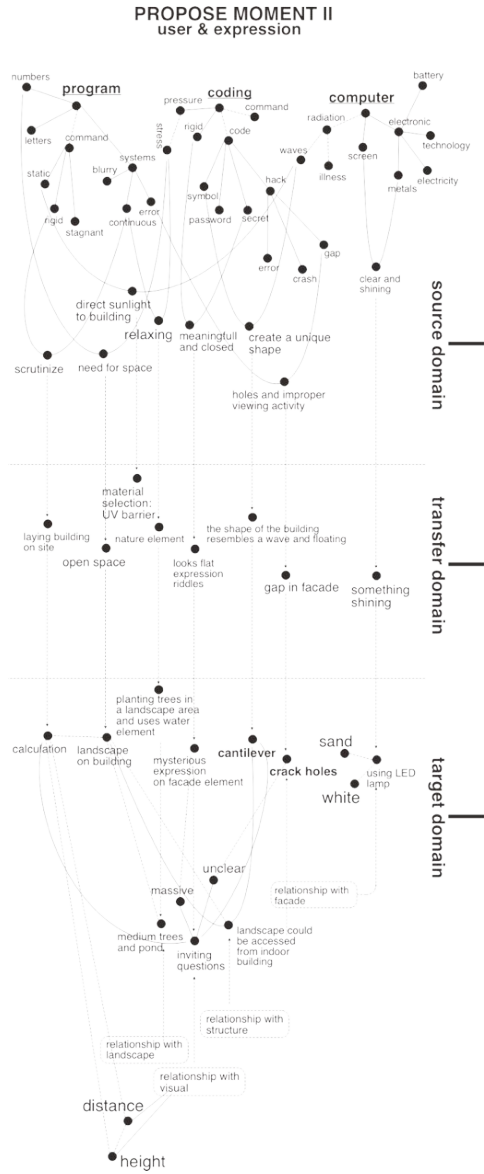 PROPOSE MOMENT II
user & expression
numbers
program
letters
command
static
rigid
stagnant
blurry
systems
continuous
error
stress
pressure
coding
command
rigid
code
symbol
password
secret
hack
error
crash
gap
computer
battery
radiation
waves
illness
screen
electronic
technology
metals
electricity
clear and
shining
direct sunlight
to building
relaxing
meaningfull
and closed
create a unique
shape
scrutinize
need for space
holes and improper
viewing activity
source domain
material
selection:
UV barrier
laying building
on site
open space
nature element
looks flat
expression
riddles
the shape of the building
resembles a wave and floating
gap in facade
something
shining
transfer domain
planting trees in
a landscape area
and uses water
element
calculation
landscape
on building
mysterious
expression
on facade element
cantilever
crack holes
sand
using LED
lamp
white
target domain
unclear
massive
relationship with
facade
medium trees
and pond
inviting
questions
landscape could
be accessed
from indoor
building
relationship with
structure
relationship with
landscape
relationship with
visual
distance
height